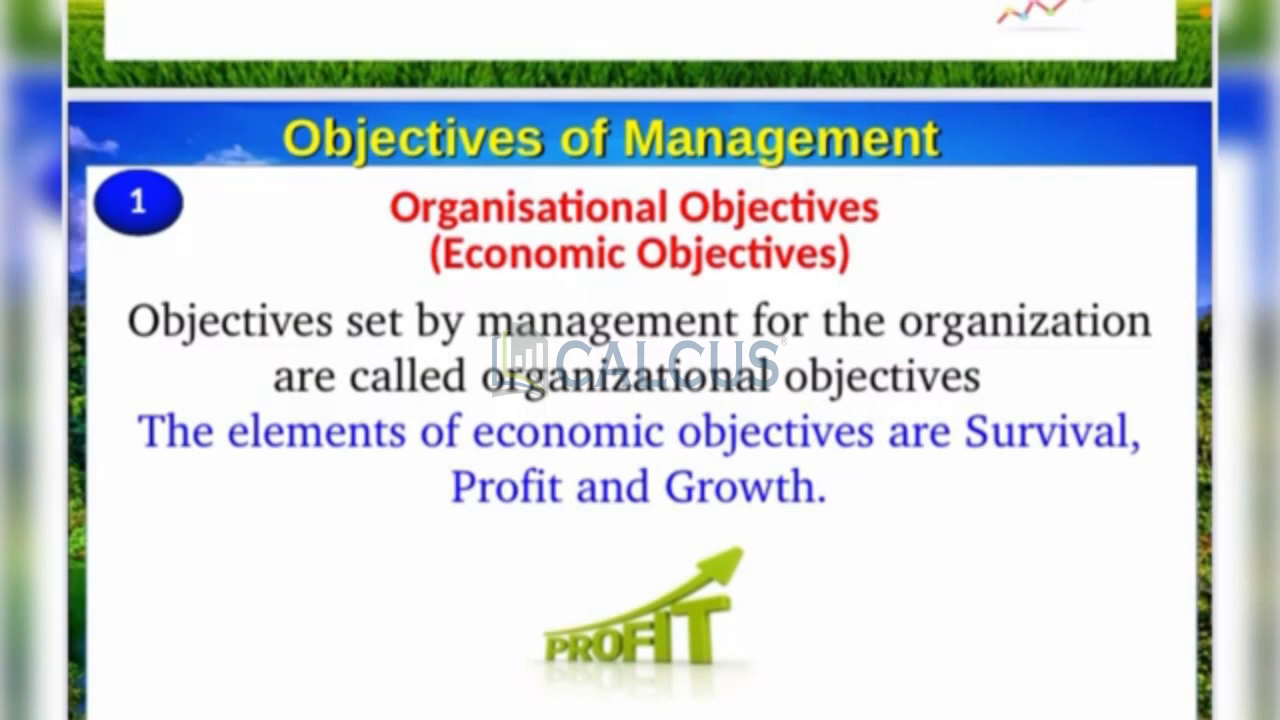 Objectives of Management
1
Organisational Objectives
(Economic Objectives)
Objectives set by management for the organization
are called organizational objectives
CALCUS®
The elements of economic objectives are Survival,
Profit and Growth.
PROFIT